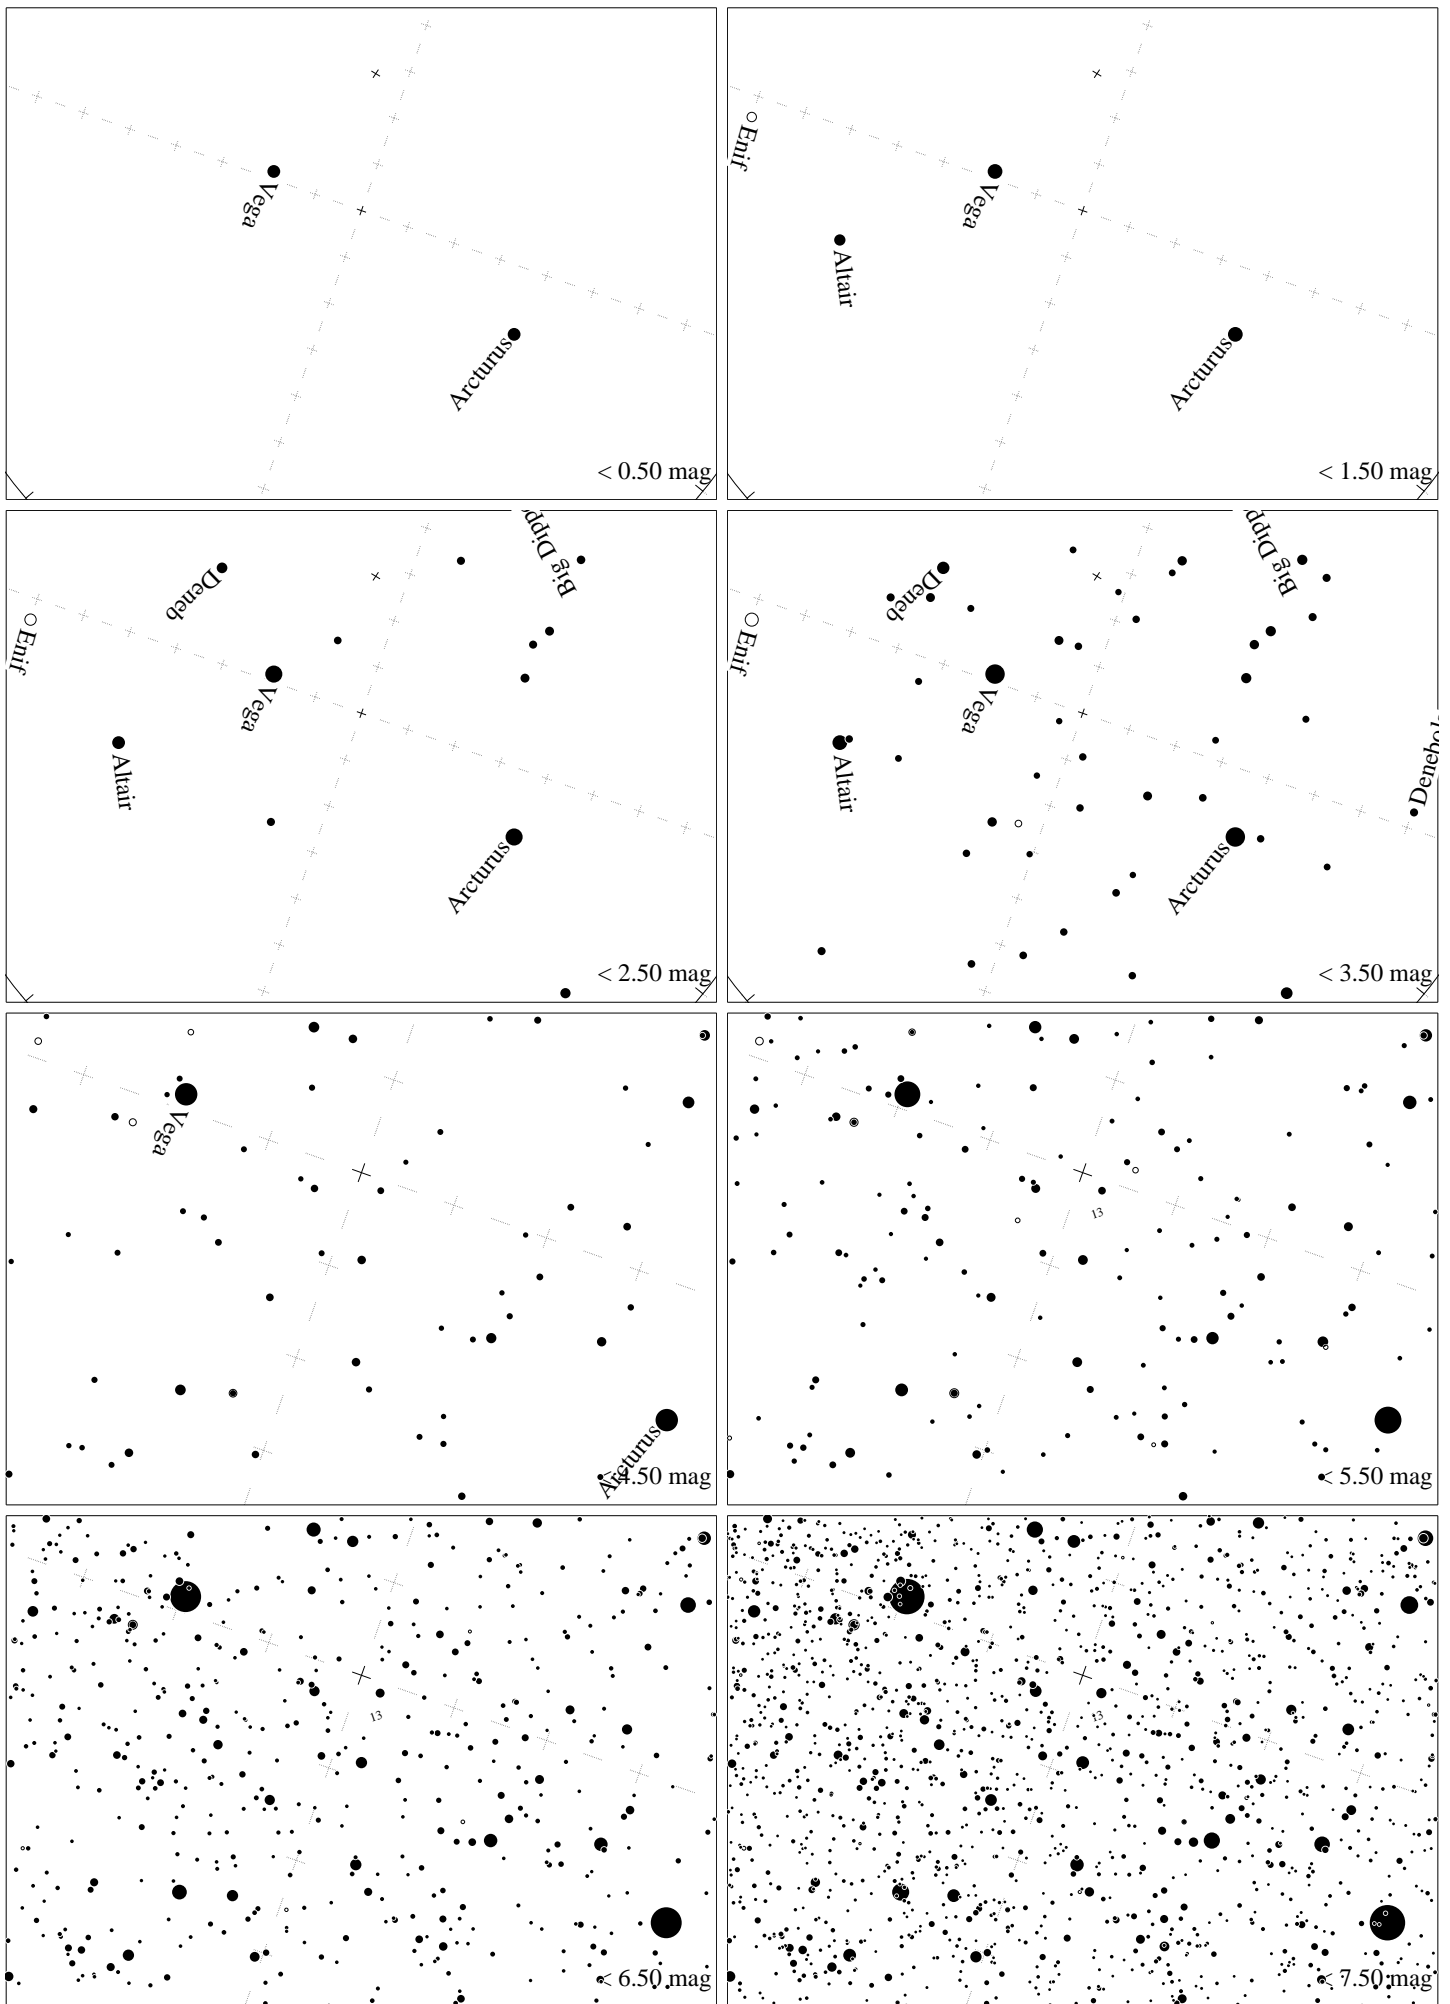 Vega
Arcturus
< 0.50 mag
Enif
Vega
Altair
Arcturus
< 1.50 mag
Big Dipp
Deneb
Enif
Vega
Altair
Arcturus
< 2.50 mag
Big Dipp
Deneb
Enif
Vega
Altair
Denebol
Arcturus
< 3.50 mag
Vega
Arcturus
< 4.50 mag
13
< 5.50 mag
13
< 6.50 mag
13
< 7.50 mag